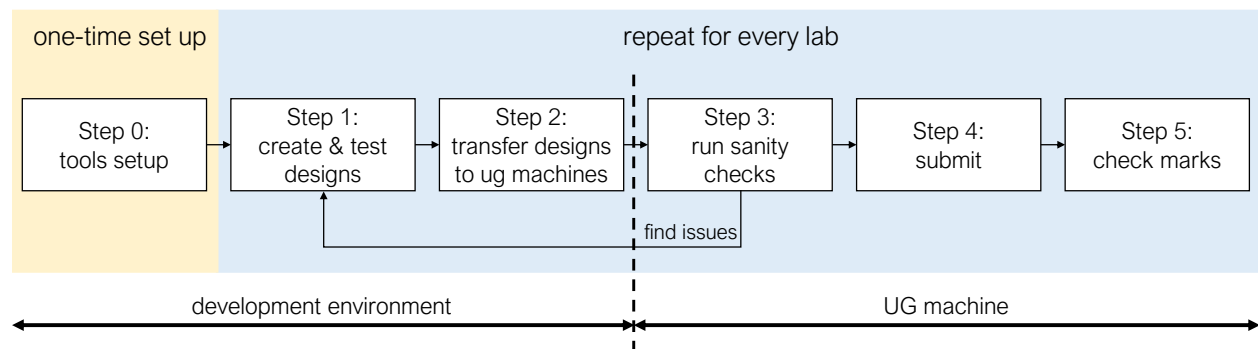 one-time set up
repeat for every lab
Step 0:
tools setup
Step 1:
create & test
designs
Step 2:
transfer designs
to ug machines
Step 3:
run sanity
checks
Step 4:
submit
Step 5:
check marks
find issues
development environment
UG machine